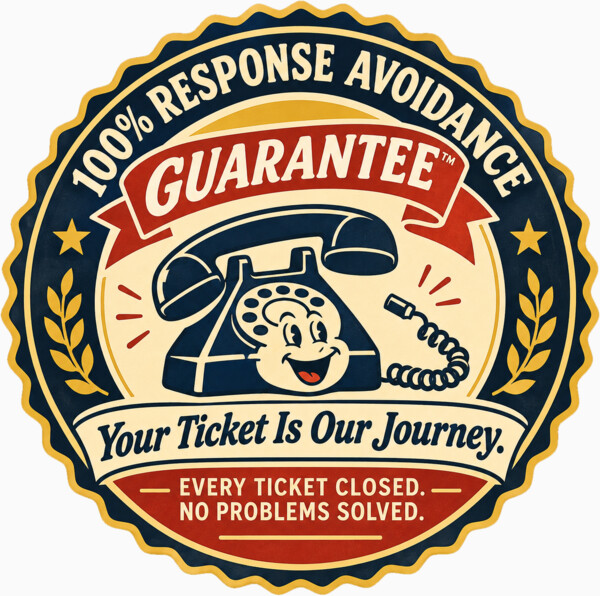 100% RESPONSE AVOIDANCE
GUARANTEE™
Your Ticket Is Our Journey.
EVERY TICKET CLOSED.
NO PROBLEMS SOLVED.